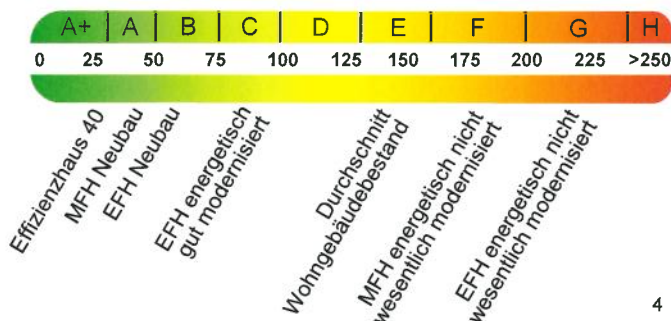 A+ A B C D E F G H
0 25 50 75 100 125 150 175 200 225 >250
Effizienzhaus 40
MFH Neubau
EFH Neubau
EFH energetisch
gut modernisiert
Durchschnitt
Wohngebäudebestand
MFH energetisch nicht
wesentlich modernisiert
EFH energetisch nicht
wesentlich modernisiert
4